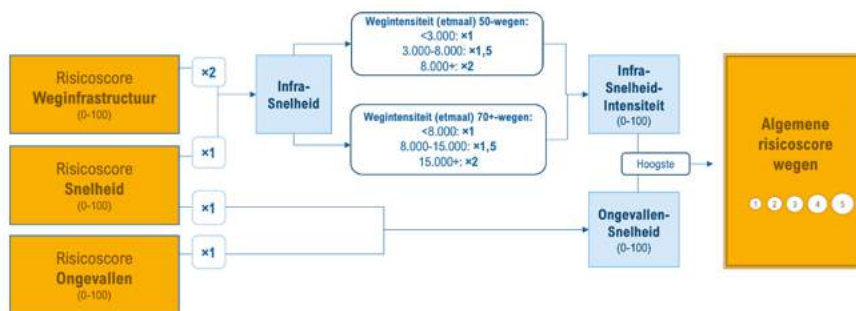 Risicoscore
Weginfrastructuur
(0-100)
×2
Risicoscore
Snelheid
(0-100)
×1
×1
Risicoscore
Ongevallen
(0-100)
×1
Infra-
Snelheid
Wegintensiteit (etmaal) 50-wegen:
<3.000: ×1
3.000-8.000: ×1,5
8.000+: ×2
Wegintensiteit (etmaal) 70+-wegen:
<8.000: ×1
8.000-15.000: ×1,5
15.000+: ×2
Infra-
Snelheid-
Intensiteit
(0-100)
Hoogste
Ongevallen-
Snelheid
(0-100)
Algemene
risicoscore
wegen
1 2 3 4 5